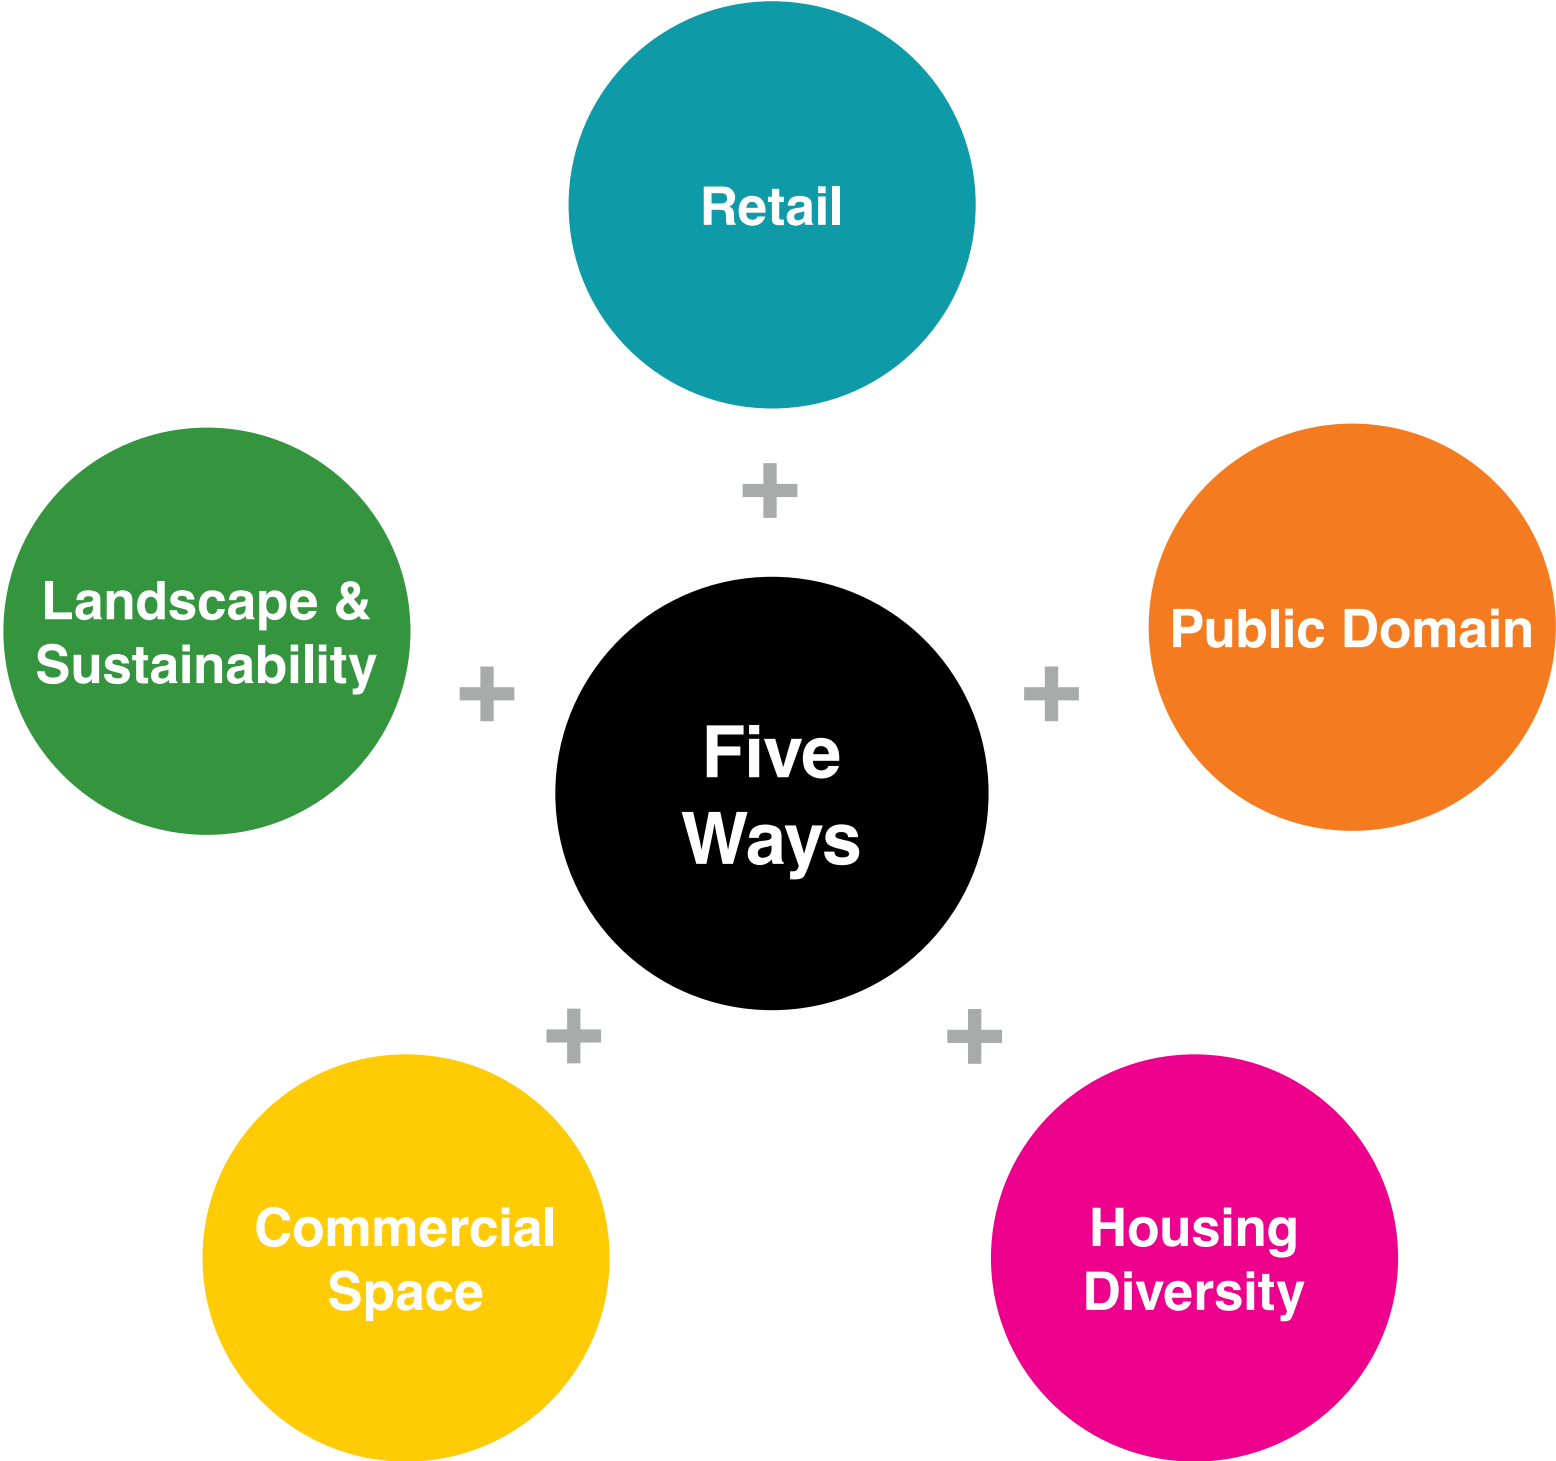 Retail
Landscape &
Sustainability
Public Domain
Five
Ways
Commercial
Space
Housing
Diversity